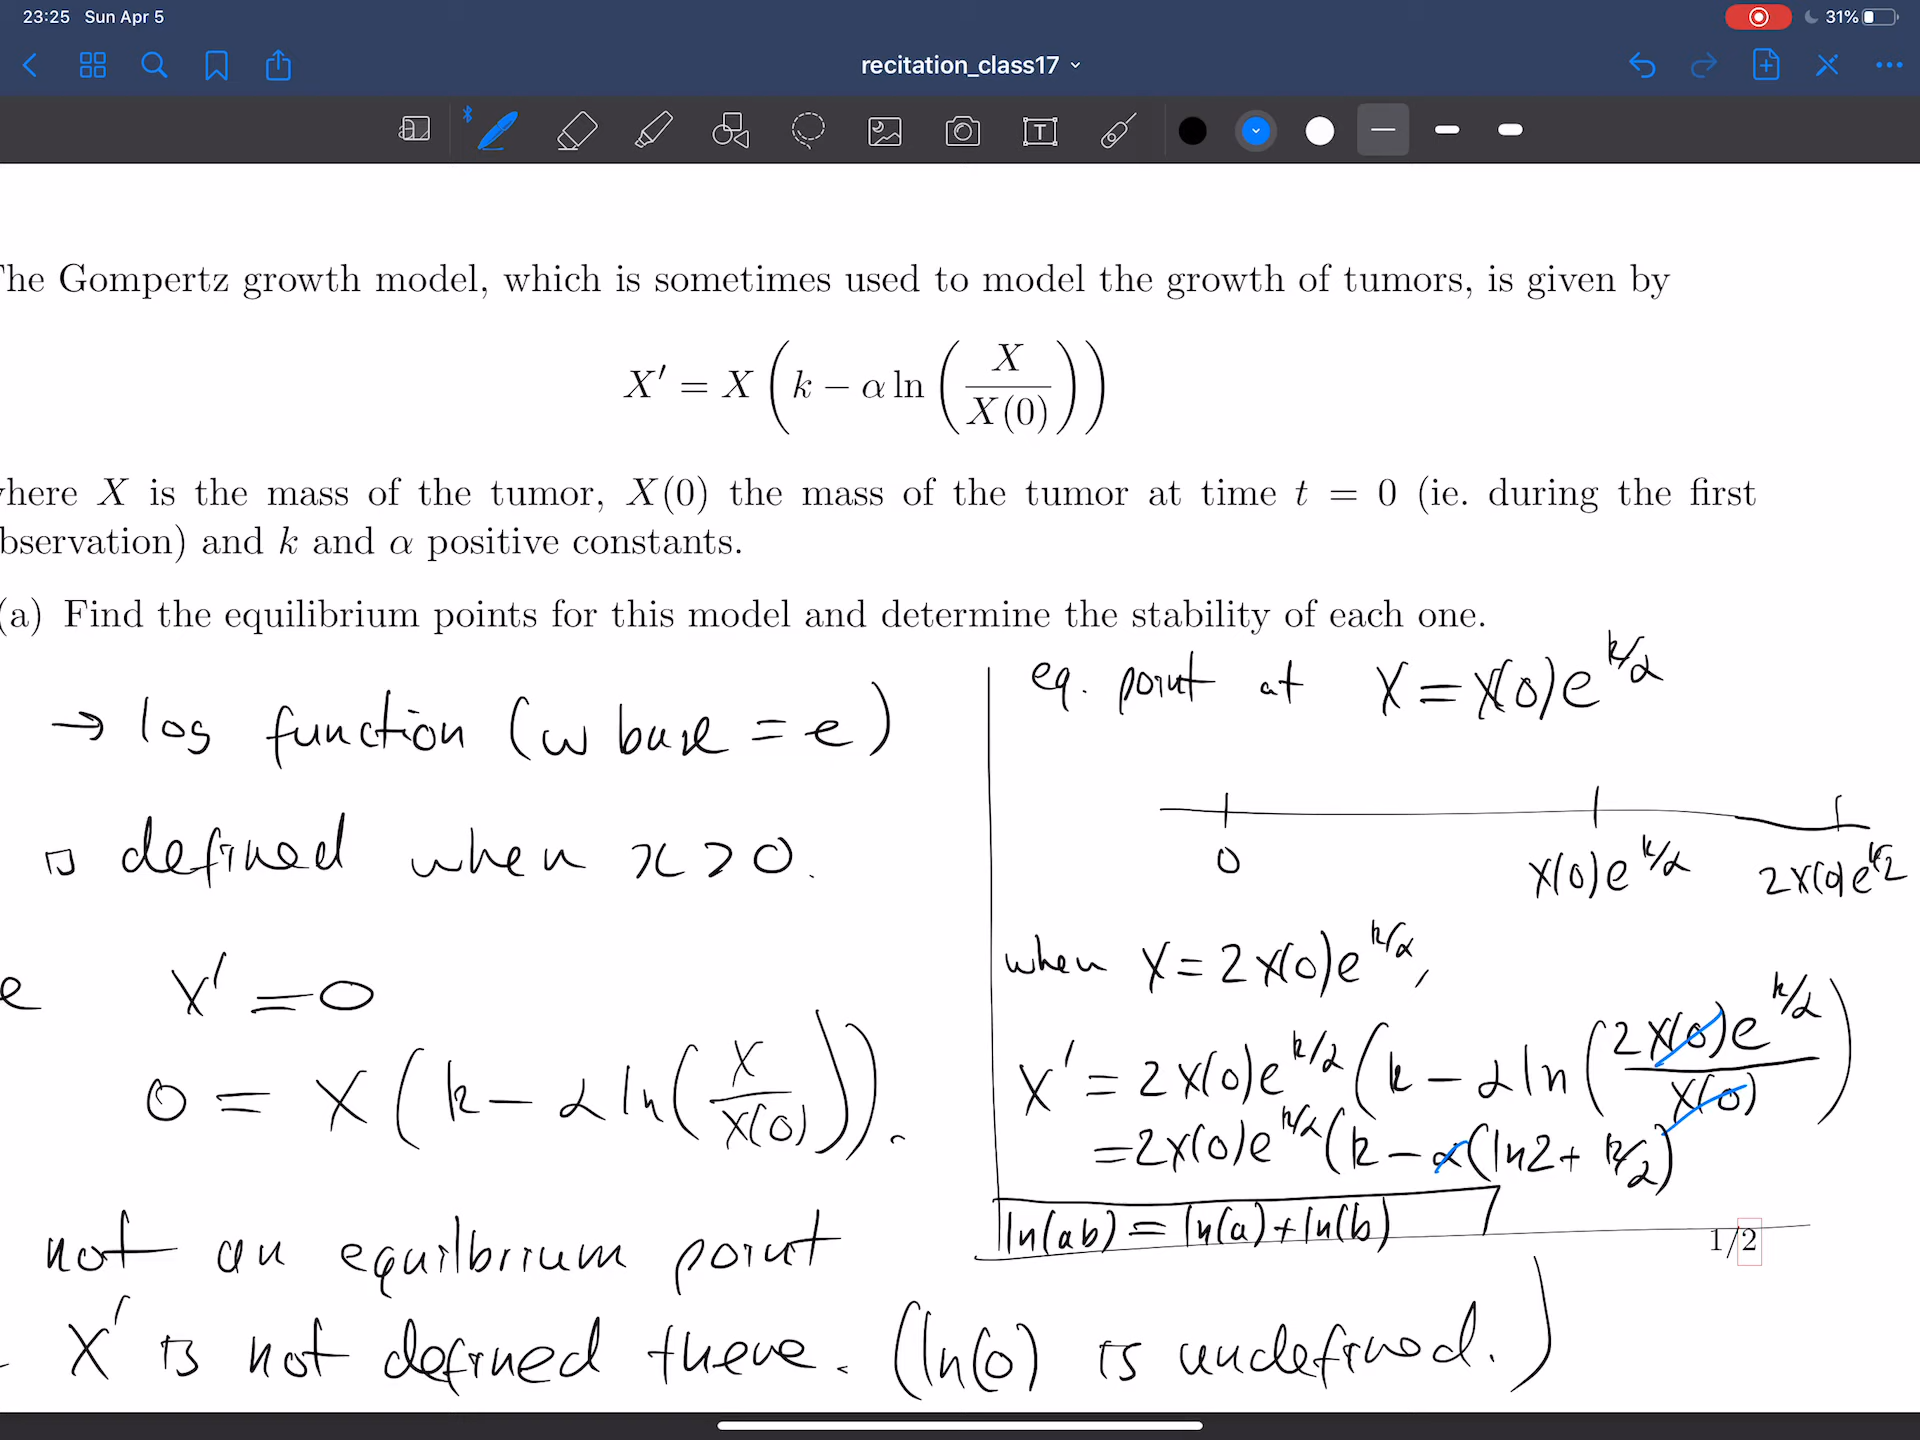 23:25 Sun Apr 5
31%
recitation_class17
The Gompertz growth model, which is sometimes used to model the growth of tumors, is given by
X′ = X (k − α ln (X / X(0)))
where X is the mass of the tumor, X(0) the mass of the tumor at time t = 0 (ie. during the first
observation) and k and α positive constants.
(a) Find the equilibrium points for this model and determine the stability of each one.
→ log function (w base = e)
is defined when x > 0.
e X′ = 0
0 = X (k − α ln (X / X(0))).
not an equilbrium point
X′ is not defined there. (ln(0) is undefined.)
eq. point at X = X(0)e^{k/α}
0 X(0)e^{k/α} 2X(0)e^{k/α}
when X = 2X(0)e^{k/α},
X′ = 2X(0)e^{k/α} (k − α ln (2X(0)e^{k/α} / X(0)))
= 2X(0)e^{k/α} (k − α (ln2 + k/α)
ln(ab) = ln(a) + ln(b)
1/2